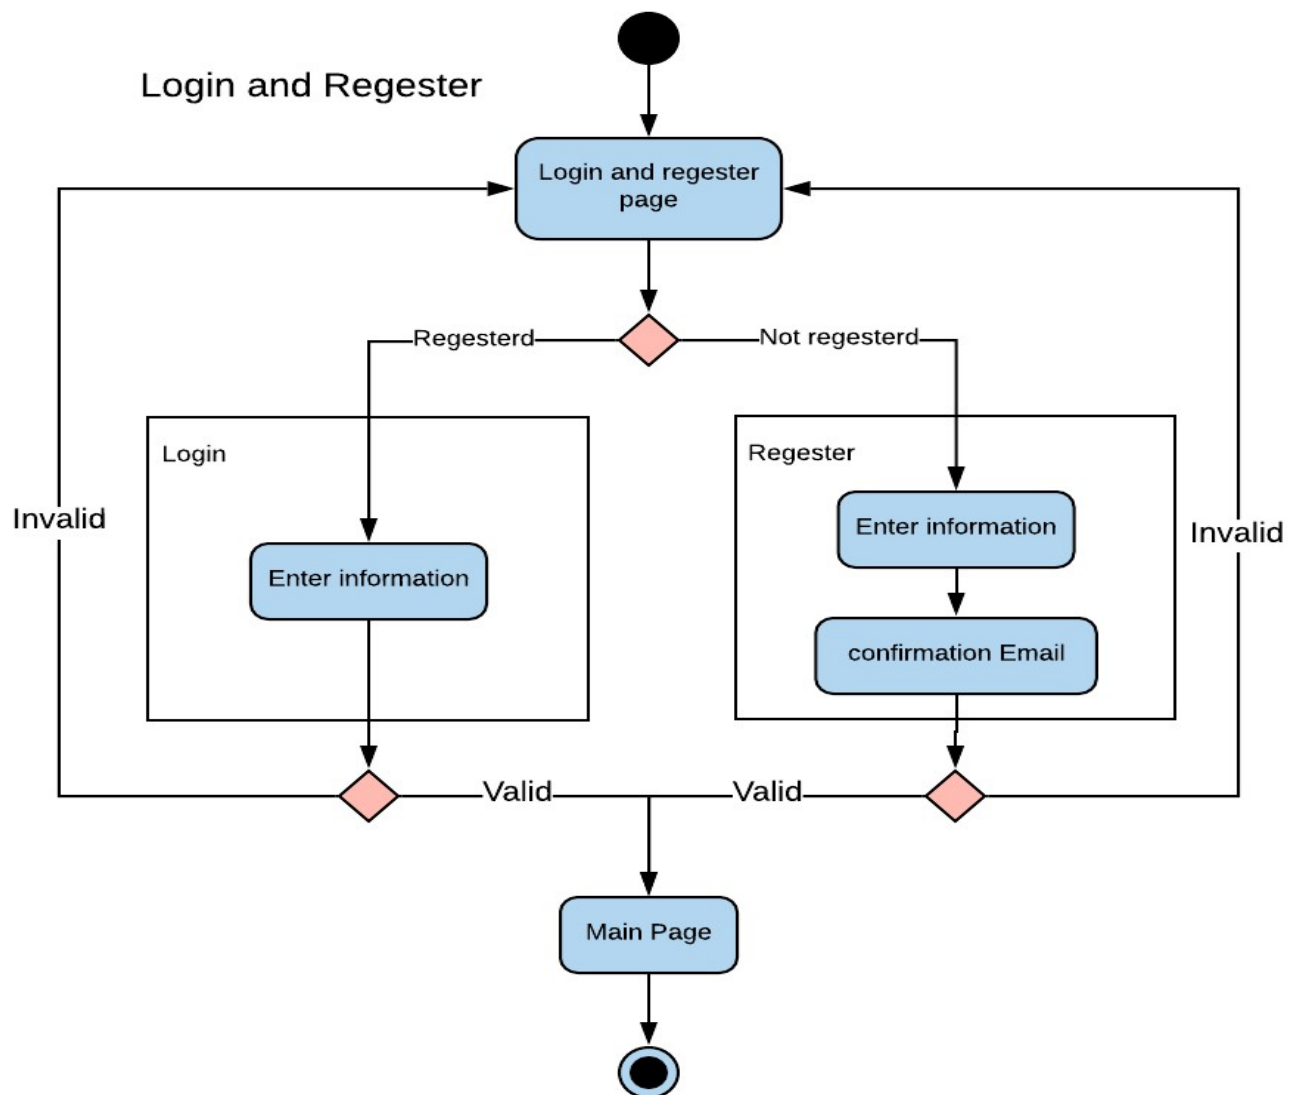 Login and Regester
Login and regester
page
Regesterd
Not regesterd
Login
Regester
Invalid
Enter information
Enter information
Invalid
confirmation Email
Valid
Valid
Main Page